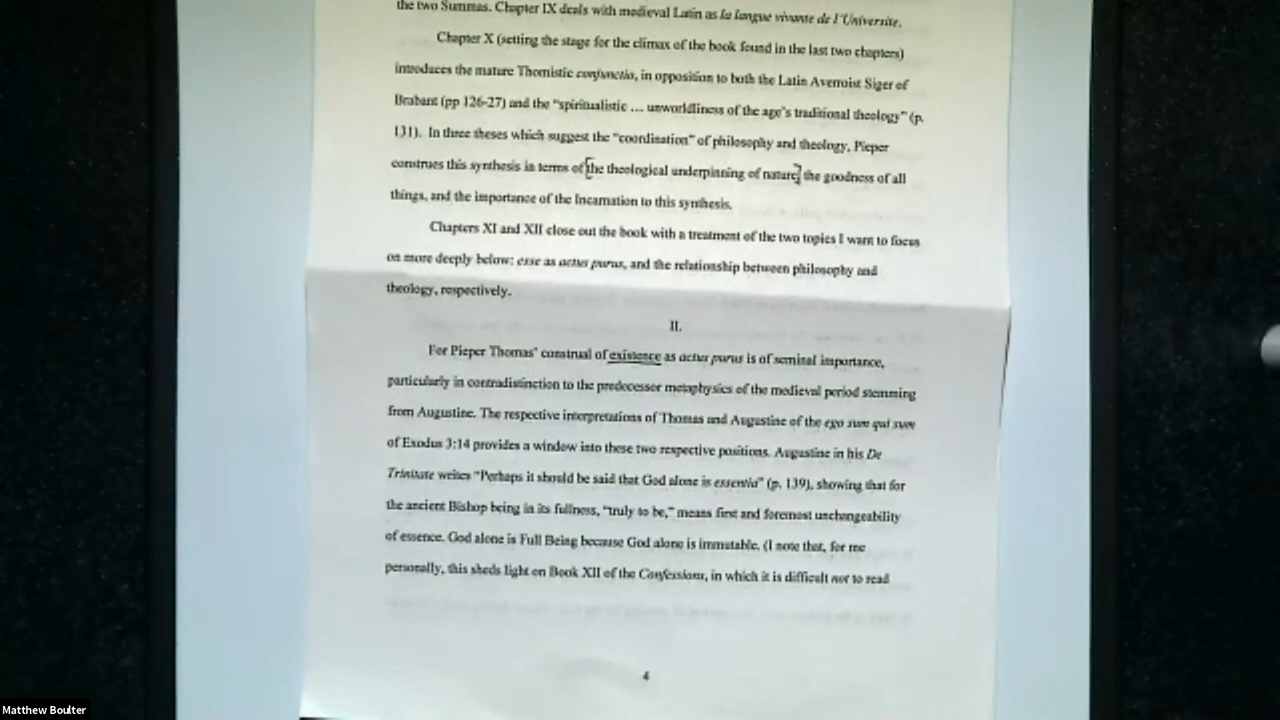 the two Summas. Chapter IX deals with medieval Latin as la langue vivante de l'Université.
Chapter X (setting the stage for the climax of the book found in the last two chapters)
introduces the mature Thomistic conjunctio, in opposition to both the Latin Averroist Siger of
Brabant (pp 126-27) and the "spiritualistic ... unworldliness of the age's traditional theology" (p.
131). In three theses which suggest the "coordination" of philosophy and theology, Pieper
construes this synthesis in terms of [the theological underpinning of nature] the goodness of all
things, and the importance of the Incarnation to this synthesis.
Chapters XI and XII close out the book with a treatment of the two topics I want to focus
on more deeply below: esse as actus purus, and the relationship between philosophy and
theology, respectively.
II.
For Pieper Thomas' construal of existence as actus purus is of seminal importance,
particularly in contradistinction to the predecessor metaphysics of the medieval period stemming
from Augustine. The respective interpretations of Thomas and Augustine of the ego sum qui sum
of Exodus 3:14 provides a window into these two respective positions. Augustine in his De
Trinitate writes "Perhaps it should be said that God alone is essentia" (p. 139), showing that for
the ancient Bishop being in its fullness, "truly to be," means first and foremost unchangeability
of essence. God alone is Full Being because God alone is immutable. (I note that, for me
personally, this sheds light on Book XII of the Confessions, in which it is difficult not to read
4
Matthew Boulter